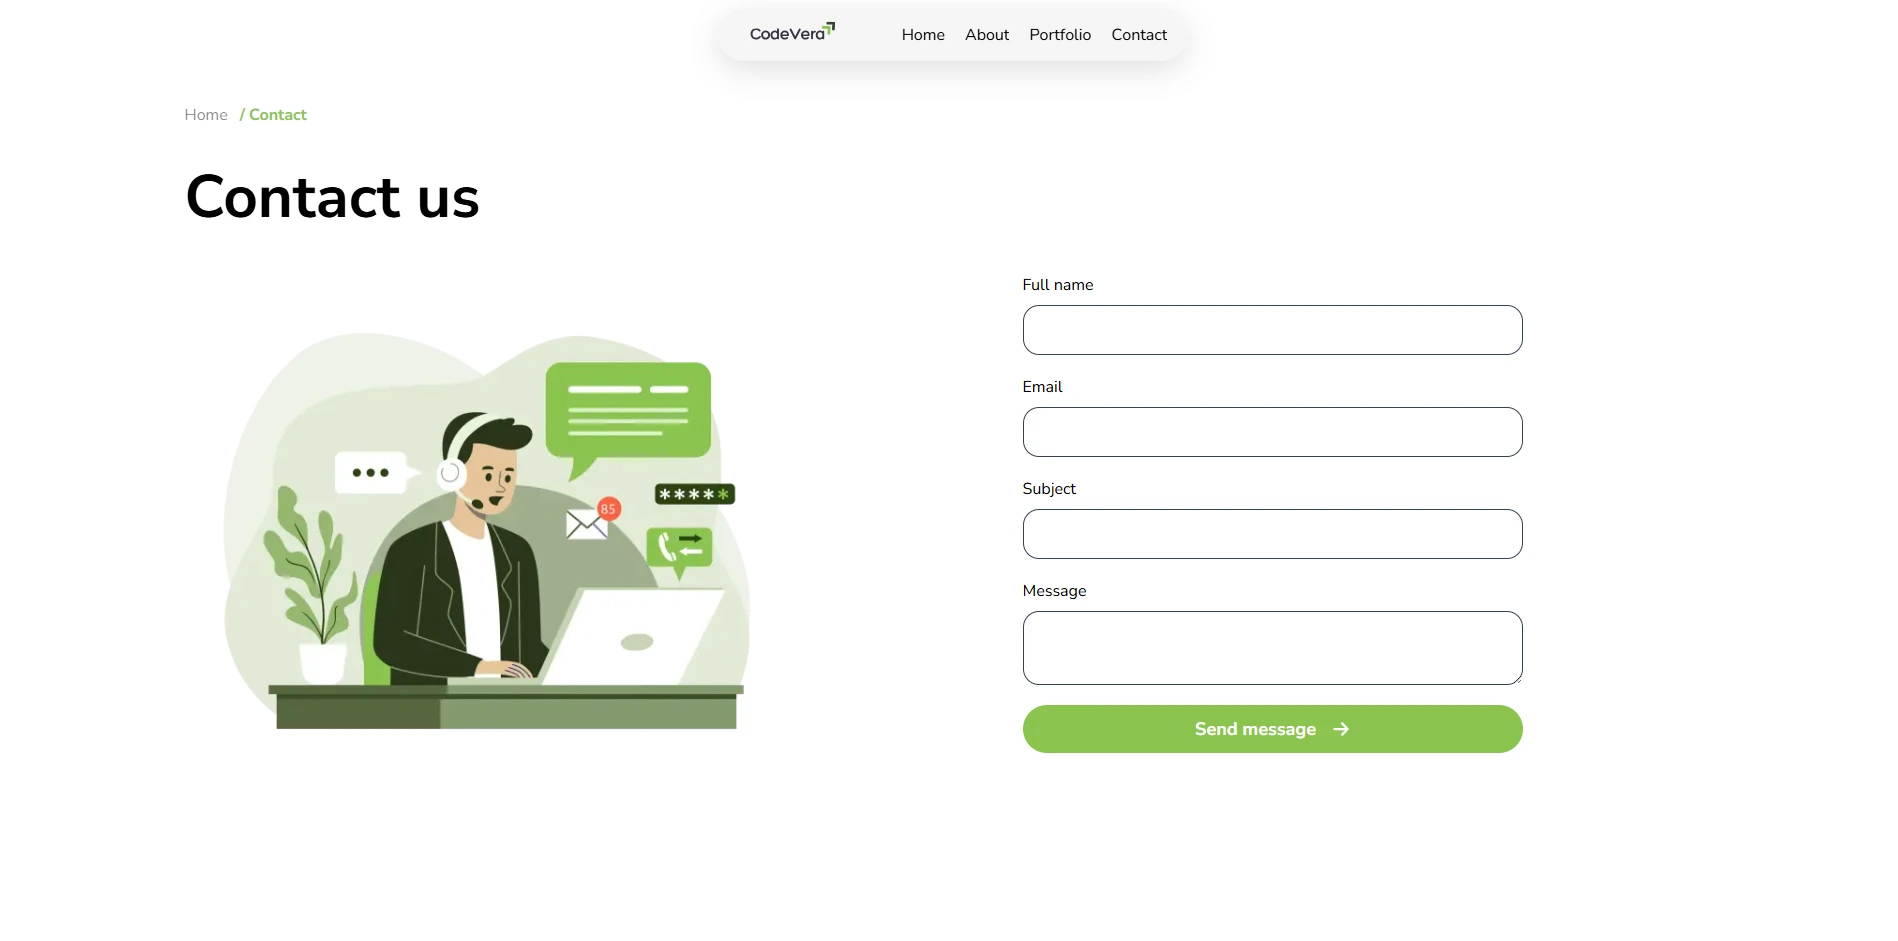 CodeVera
Home About Portfolio Contact
Home / Contact
Contact us
Full name
Email
Subject
Message
Send message
85
*****